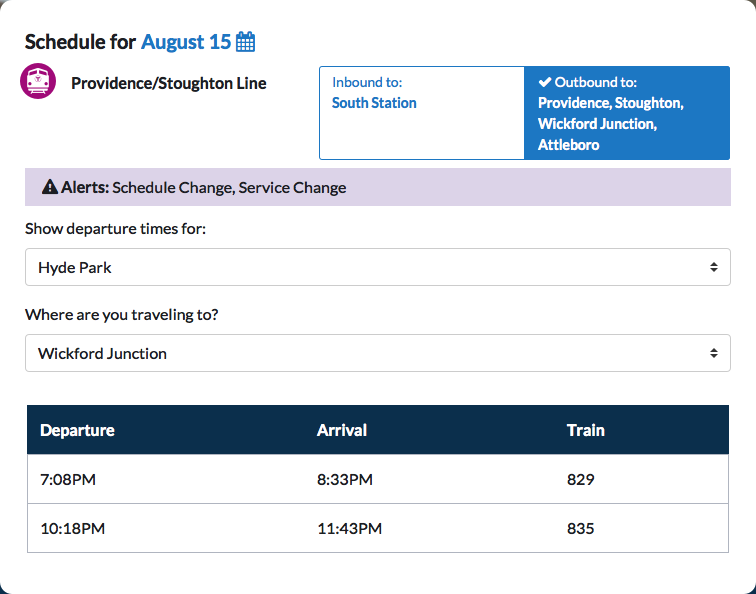 Schedule for August 15
Providence/Stoughton Line
Inbound to:
South Station
Outbound to:
Providence, Stoughton,
Wickford Junction,
Attleboro
Alerts: Schedule Change, Service Change
Show departure times for:
Hyde Park
Where are you traveling to?
Wickford Junction
Departure Arrival Train
7:08PM 8:33PM 829
10:18PM 11:43PM 835